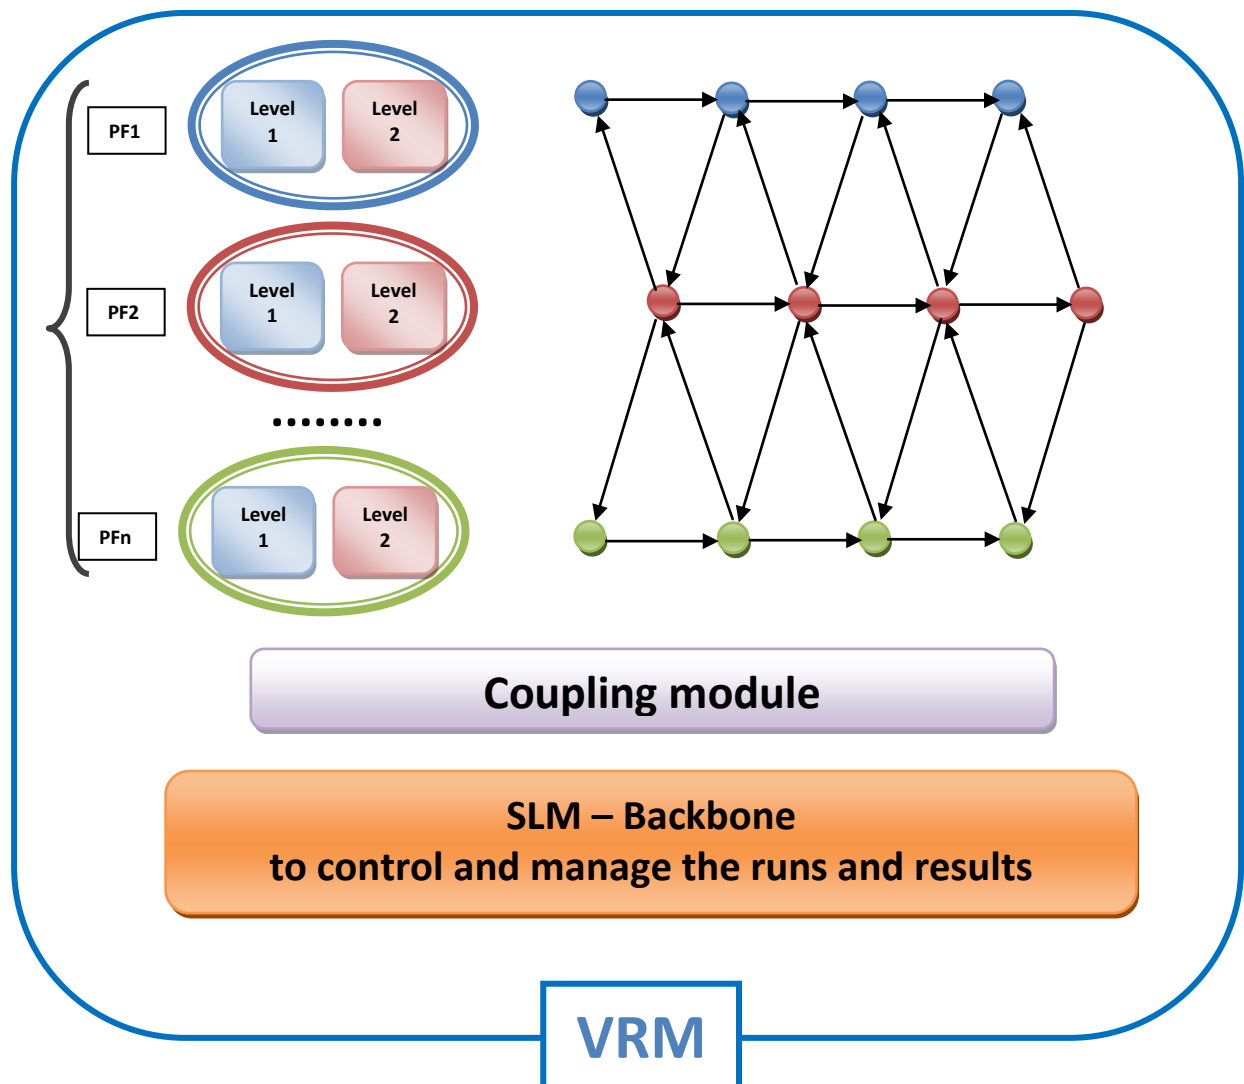 PF1
Level
1
Level
2
PF2
Level
1
Level
2
........
PFn
Level
1
Level
2
Coupling module
SLM – Backbone
to control and manage the runs and results
VRM